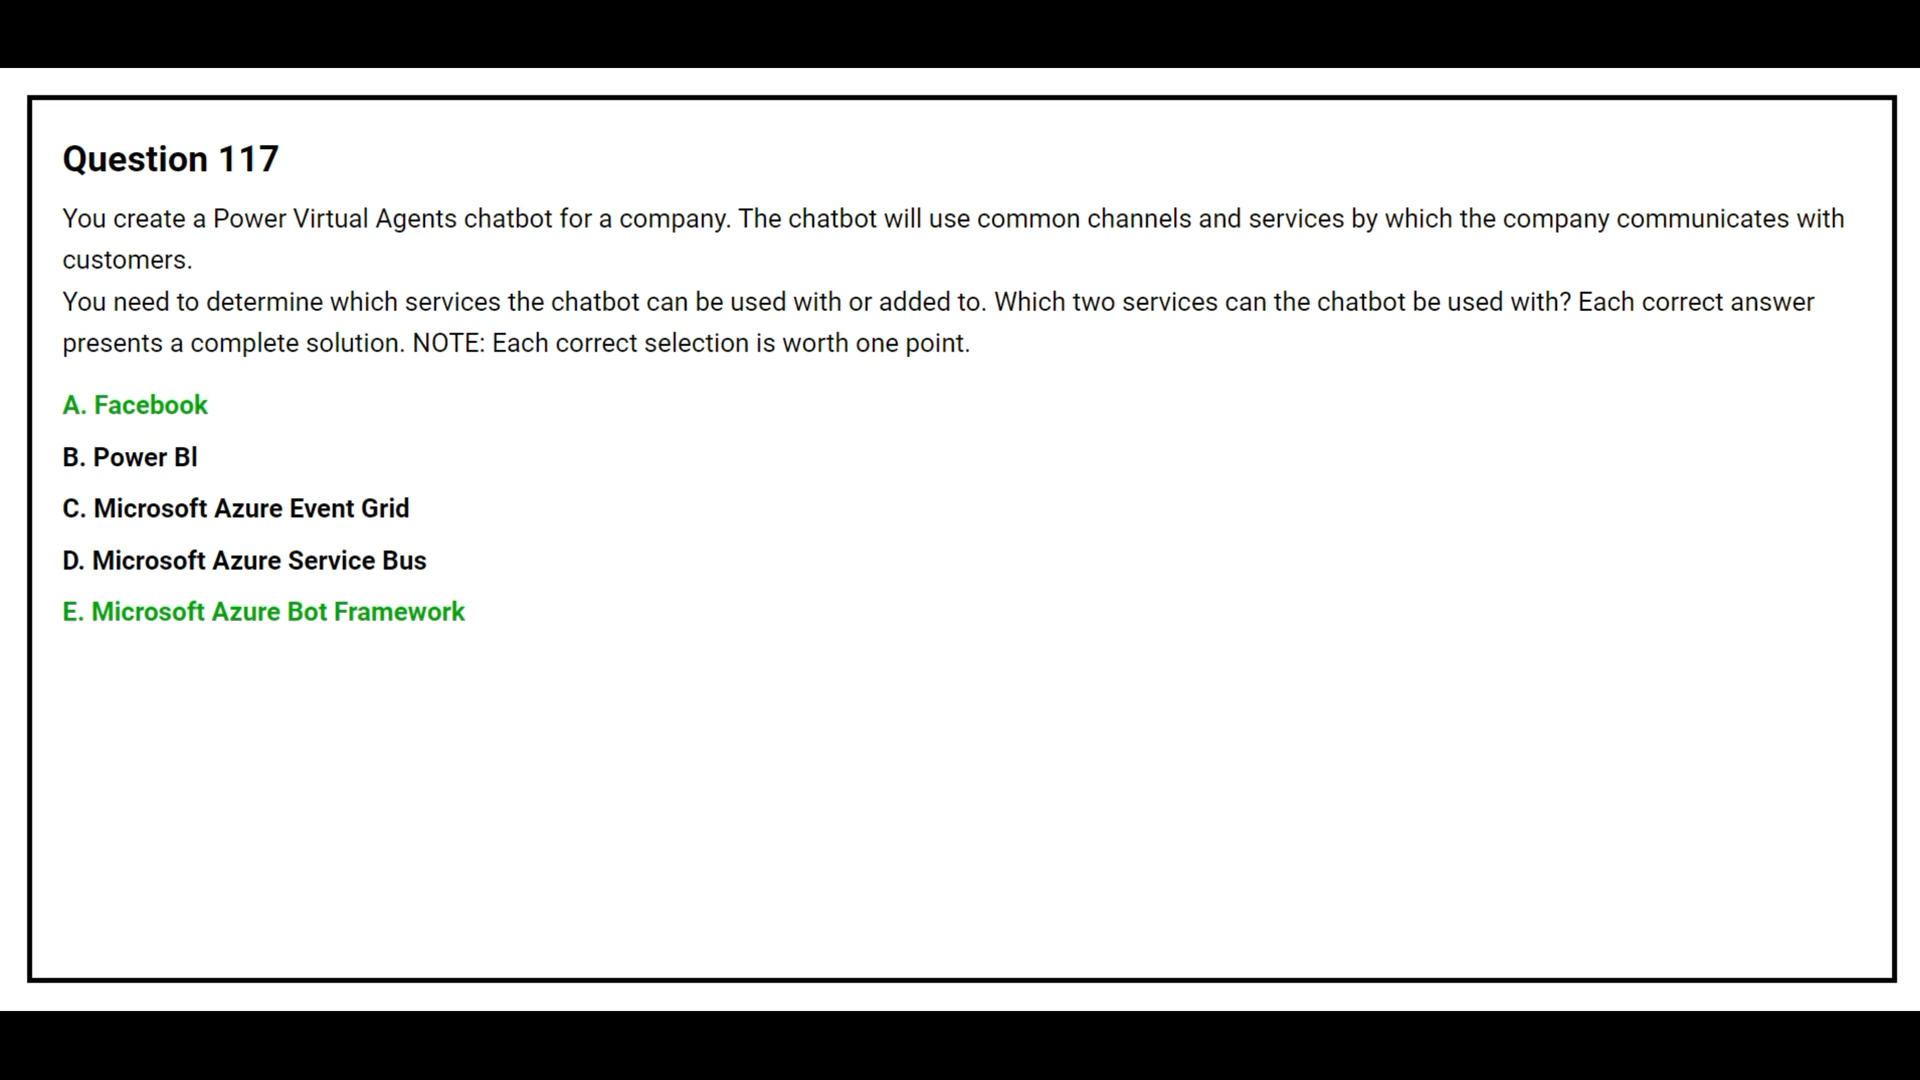 Question 117
You create a Power Virtual Agents chatbot for a company. The chatbot will use common channels and services by which the company communicates with
customers.
You need to determine which services the chatbot can be used with or added to. Which two services can the chatbot be used with? Each correct answer
presents a complete solution. NOTE: Each correct selection is worth one point.
A. Facebook
B. Power Bl
C. Microsoft Azure Event Grid
D. Microsoft Azure Service Bus
E. Microsoft Azure Bot Framework